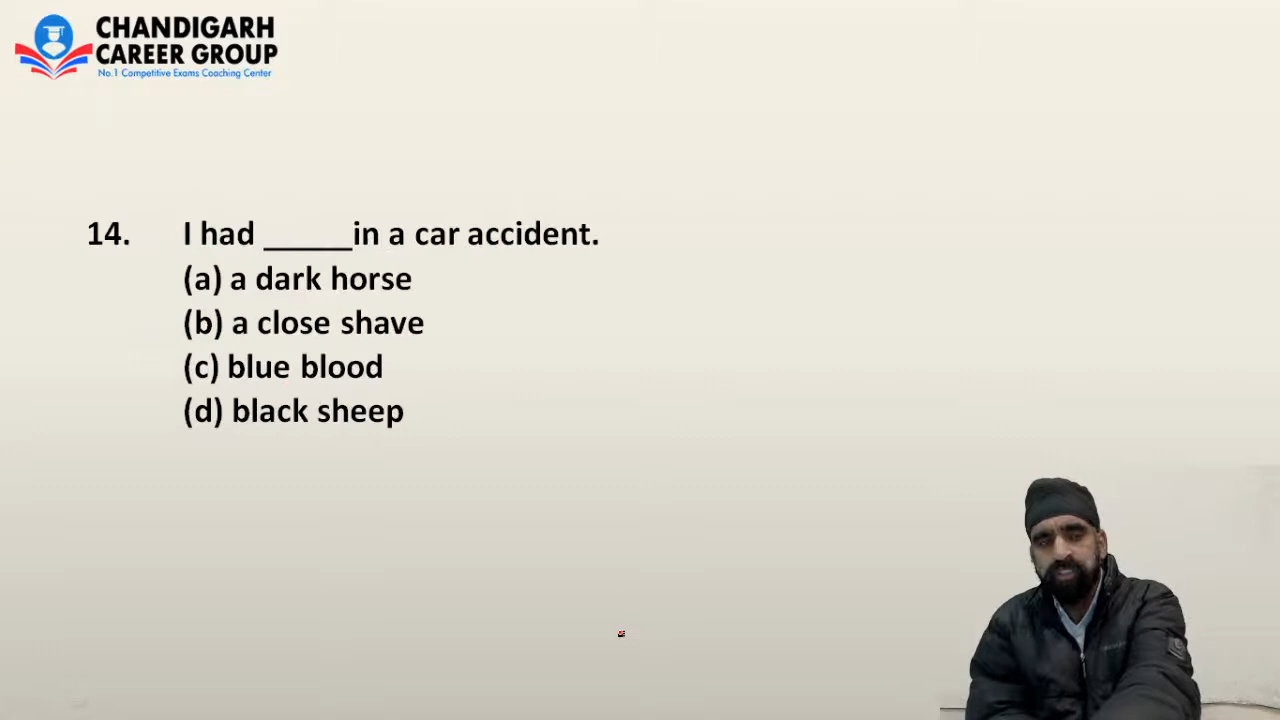 CHANDIGARH
CAREER GROUP
No.1 Competitive Exams Coaching Center
14. I had _____in a car accident.
(a) a dark horse
(b) a close shave
(c) blue blood
(d) black sheep